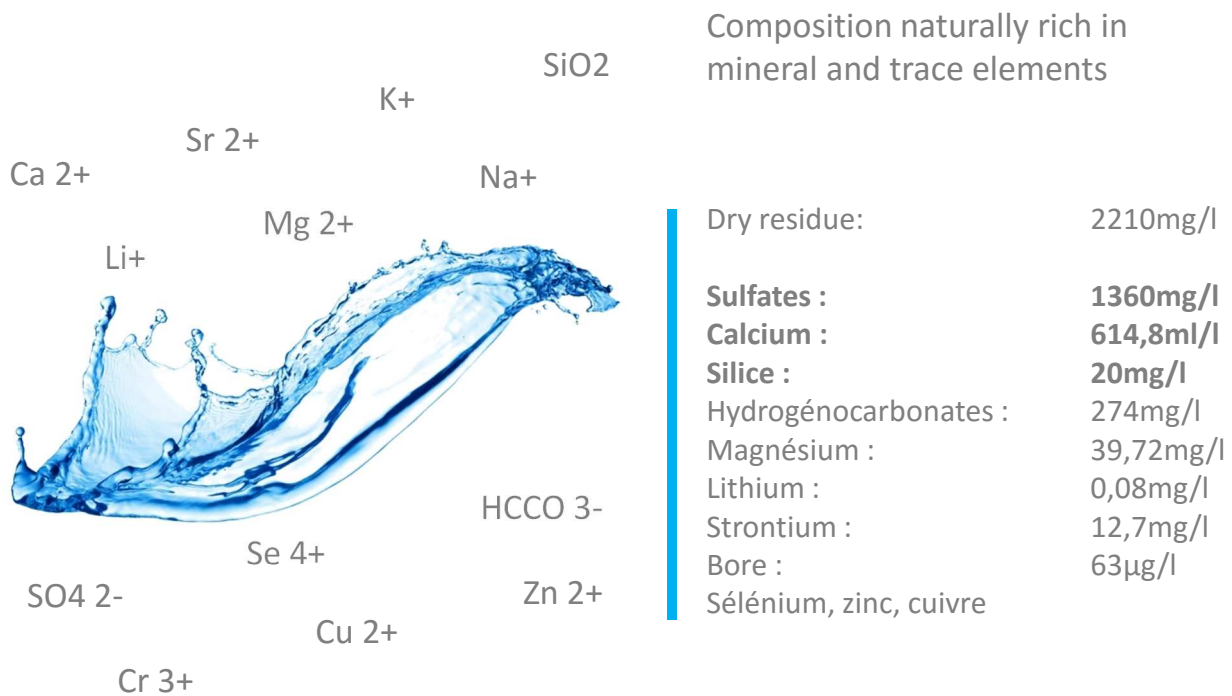 SiO2
K+
Sr 2+
Ca 2+
Na+
Mg 2+
Li+
HCCO 3-
Se 4+
SO4 2-
Zn 2+
Cu 2+
Cr 3+
Composition naturally rich in
mineral and trace elements
Dry residue: 2210mg/l
Sulfates : 1360mg/l
Calcium : 614,8ml/l
Silice : 20mg/l
Hydrogénocarbonates : 274mg/l
Magnésium : 39,72mg/l
Lithium : 0,08mg/l
Strontium : 12,7mg/l
Bore : 63µg/l
Sélénium, zinc, cuivre